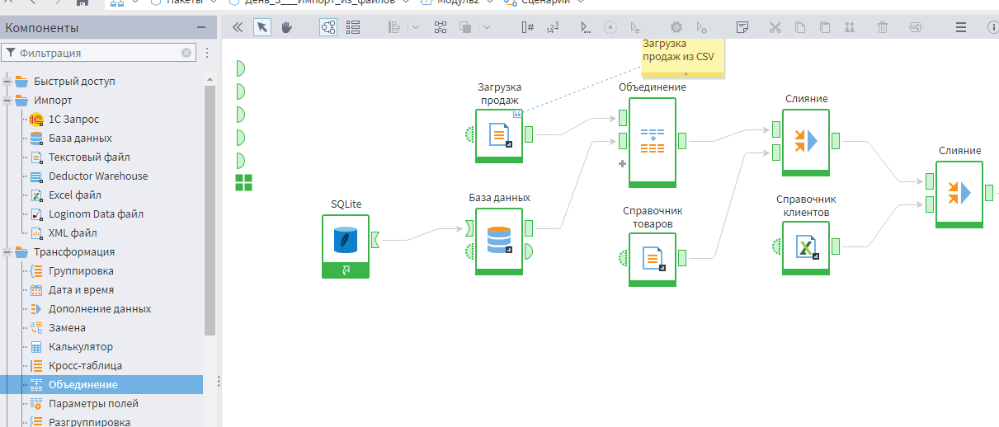 Пакеты
День_3___Импорт_из_файлов
Модуль2
Сценарий
Компоненты
Фильтрация
Быстрый доступ
Импорт
1С Запрос
База данных
Текстовый файл
Deductor Warehouse
Excel файл
Loginom Data файл
XML файл
Трансформация
Группировка
Дата и время
Дополнение данных
Замена
Калькулятор
Кросс-таблица
Объединение
Параметры полей
Разгруппировка
Загрузка
продаж из CSV
Загрузка
продаж
Объединение
Слияние
Слияние
SQLite
База данных
Справочник
товаров
Справочник
клиентов